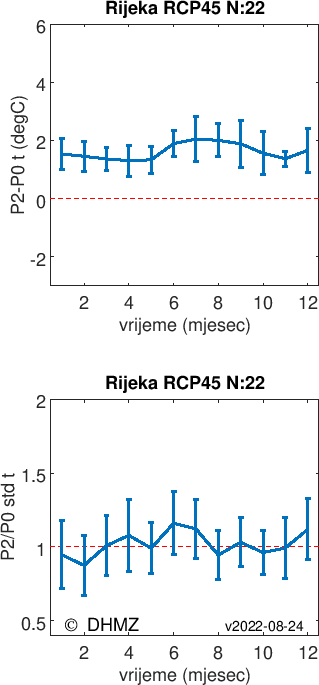 Rijeka RCP45 N:22
6
4
2
0
-2
P2-P0 t (degC)
2 4 6 8 10 12
vrijeme (mjesec)
Rijeka RCP45 N:22
2
1.5
1
0.5
P2/P0 std t
© DHMZ
v2022-08-24
2 4 6 8 10 12
vrijeme (mjesec)